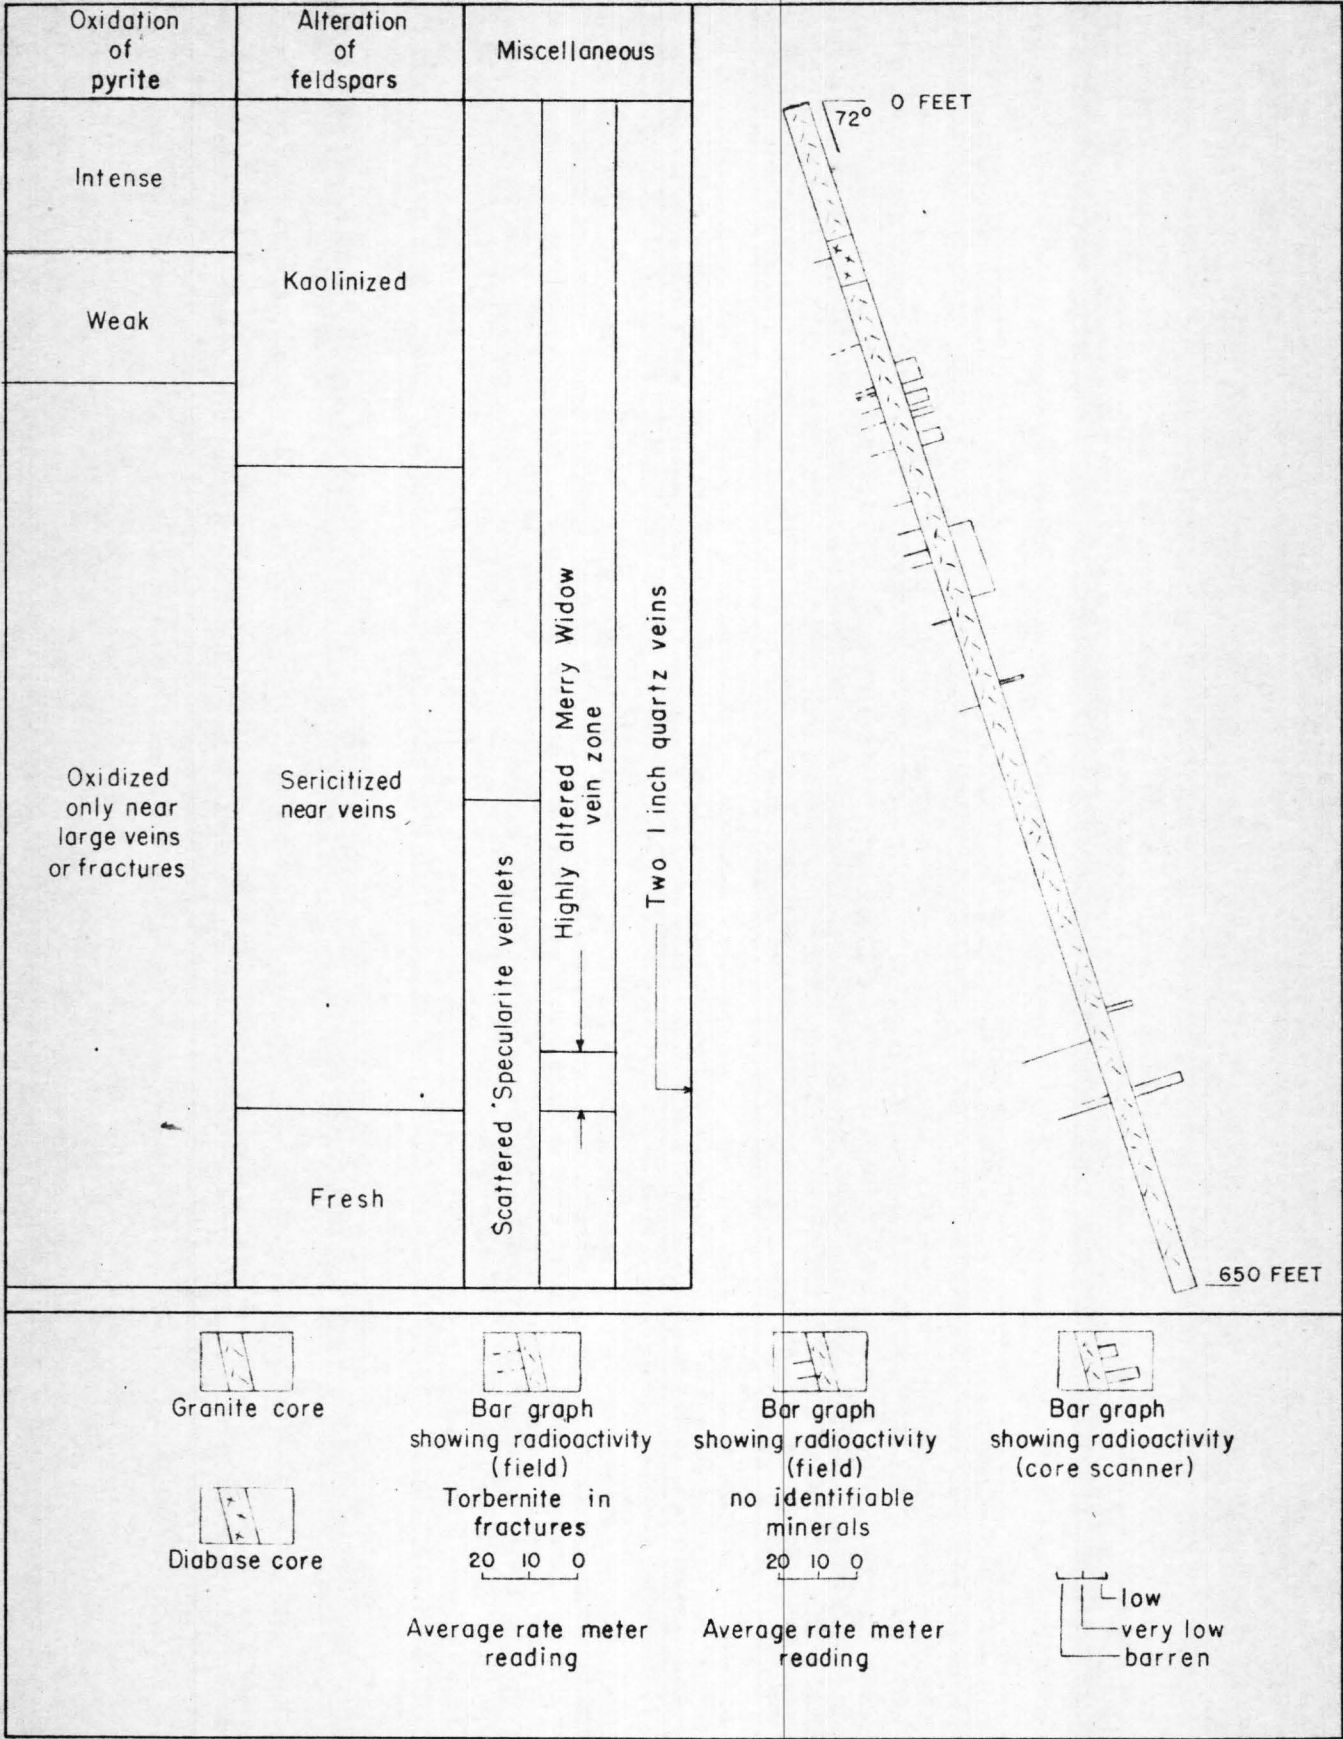 Oxidation
of
pyrite
Alteration
of
feldspars
Miscellaneous
Intense
Weak
Oxidized
only near
large veins
or fractures
Kaolinized
Sericitized
near veins
Fresh
Scattered Specularite veinlets
Highly altered Merry Widow
vein zone
Two 1 inch quartz veins
72° 0 FEET
650 FEET
Granite core
Diabase core
Bar graph
showing radioactivity
(field)
Torbernite in
fractures
20 10 0
Average rate meter
reading
Bar graph
showing radioactivity
(field)
no identifiable
minerals
20 10 0
Average rate meter
reading
Bar graph
showing radioactivity
(core scanner)
low
very low
barren